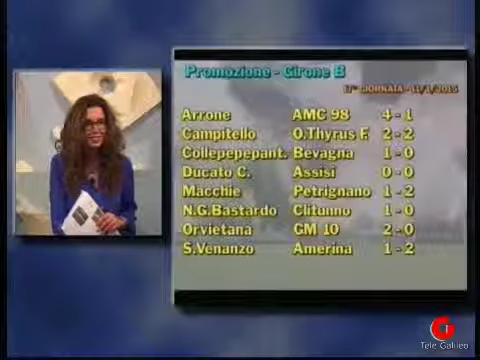 Promozione - Girone B
17ª GIORNATA - 11/1/2015
Arrone AMC 98 4 - 1
Campitello O.Thyrus F. 2 - 2
Collepepepant. Bevagna 1 - 0
Ducato C. Assisi 0 - 0
Macchie Petrignano 1 - 2
N.G.Bastardo Clitunno 1 - 0
Orvietana GM 10 2 - 0
S.Venanzo Amerina 1 - 2
Tele Galileo